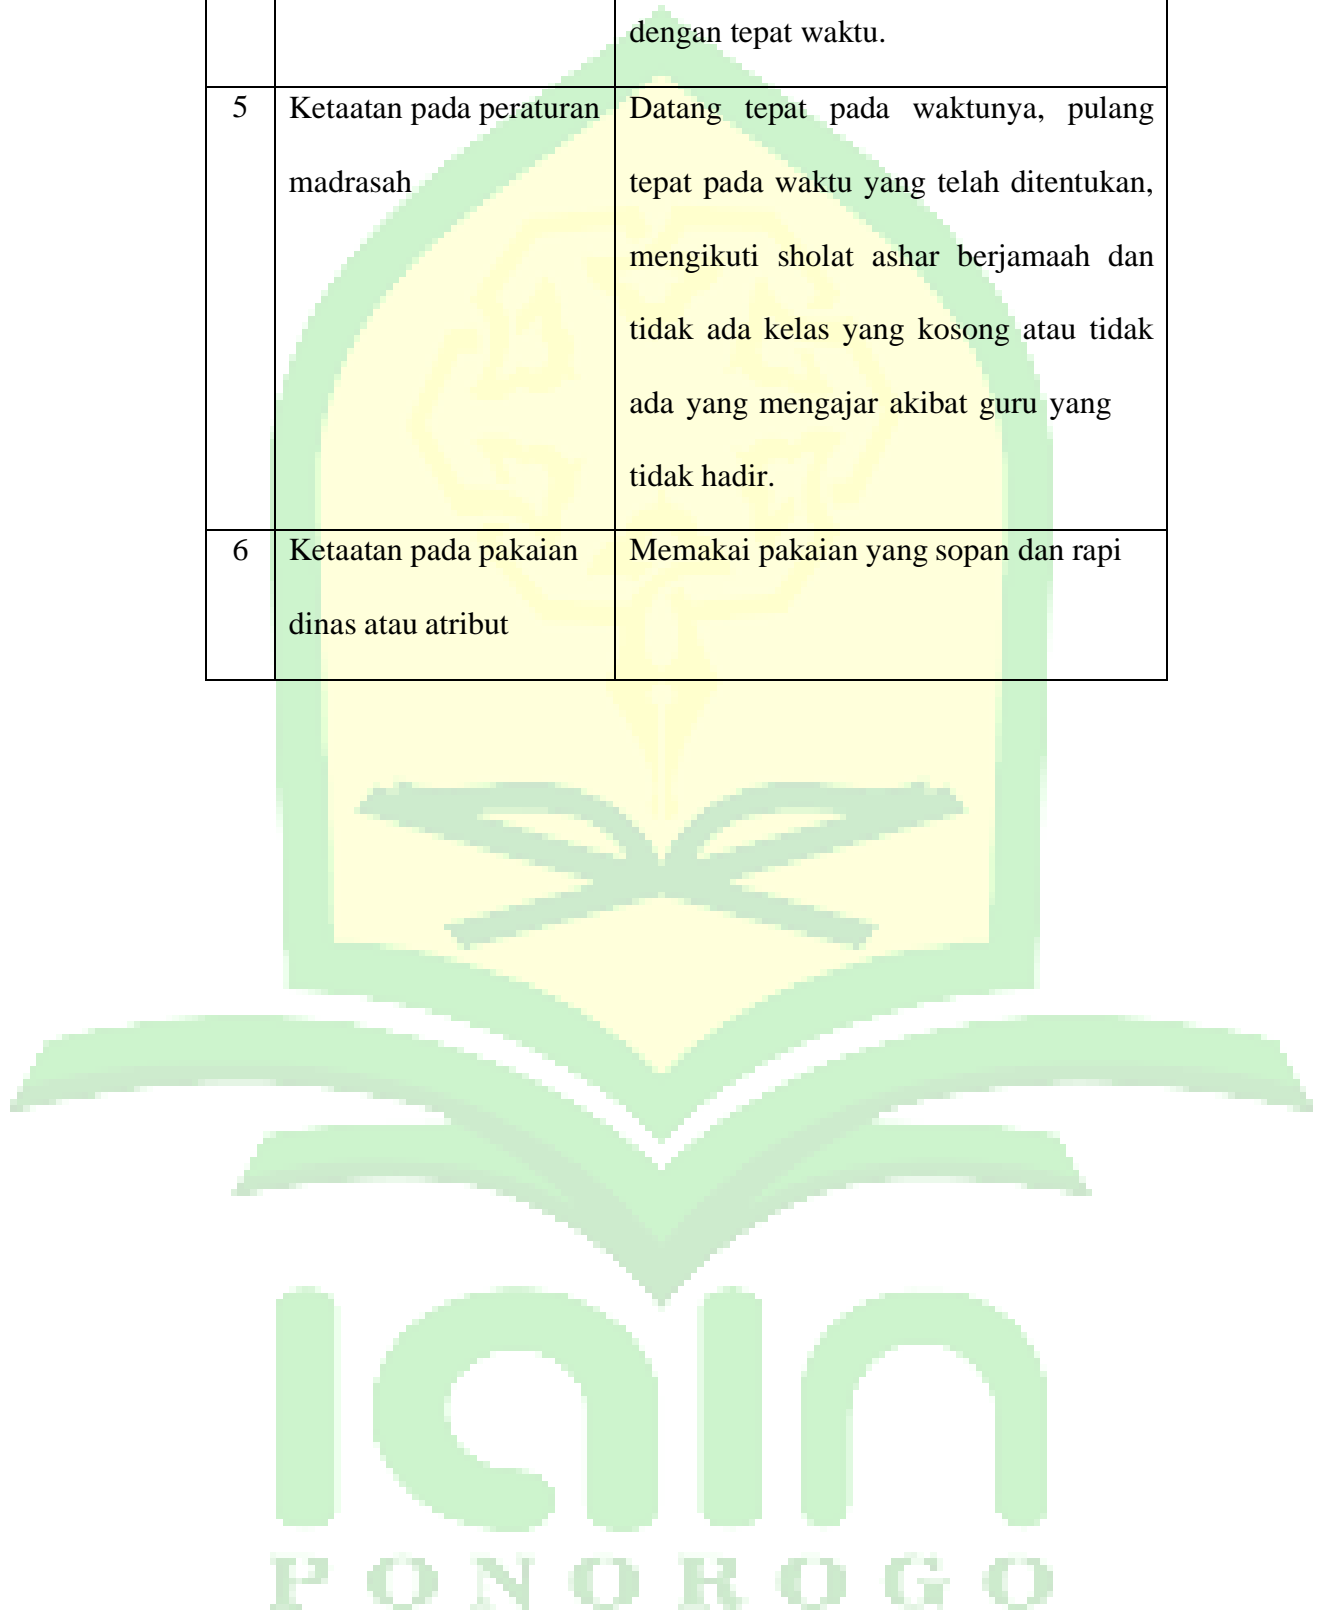 dengan tepat waktu.
5 Ketaatan pada peraturan Datang tepat pada waktunya, pulang
madrasah tepat pada waktu yang telah ditentukan,
mengikuti sholat ashar berjamaah dan
tidak ada kelas yang kosong atau tidak
ada yang mengajar akibat guru yang
tidak hadir.
6 Ketaatan pada pakaian Memakai pakaian yang sopan dan rapi
dinas atau atribut
iain
PONOROGO